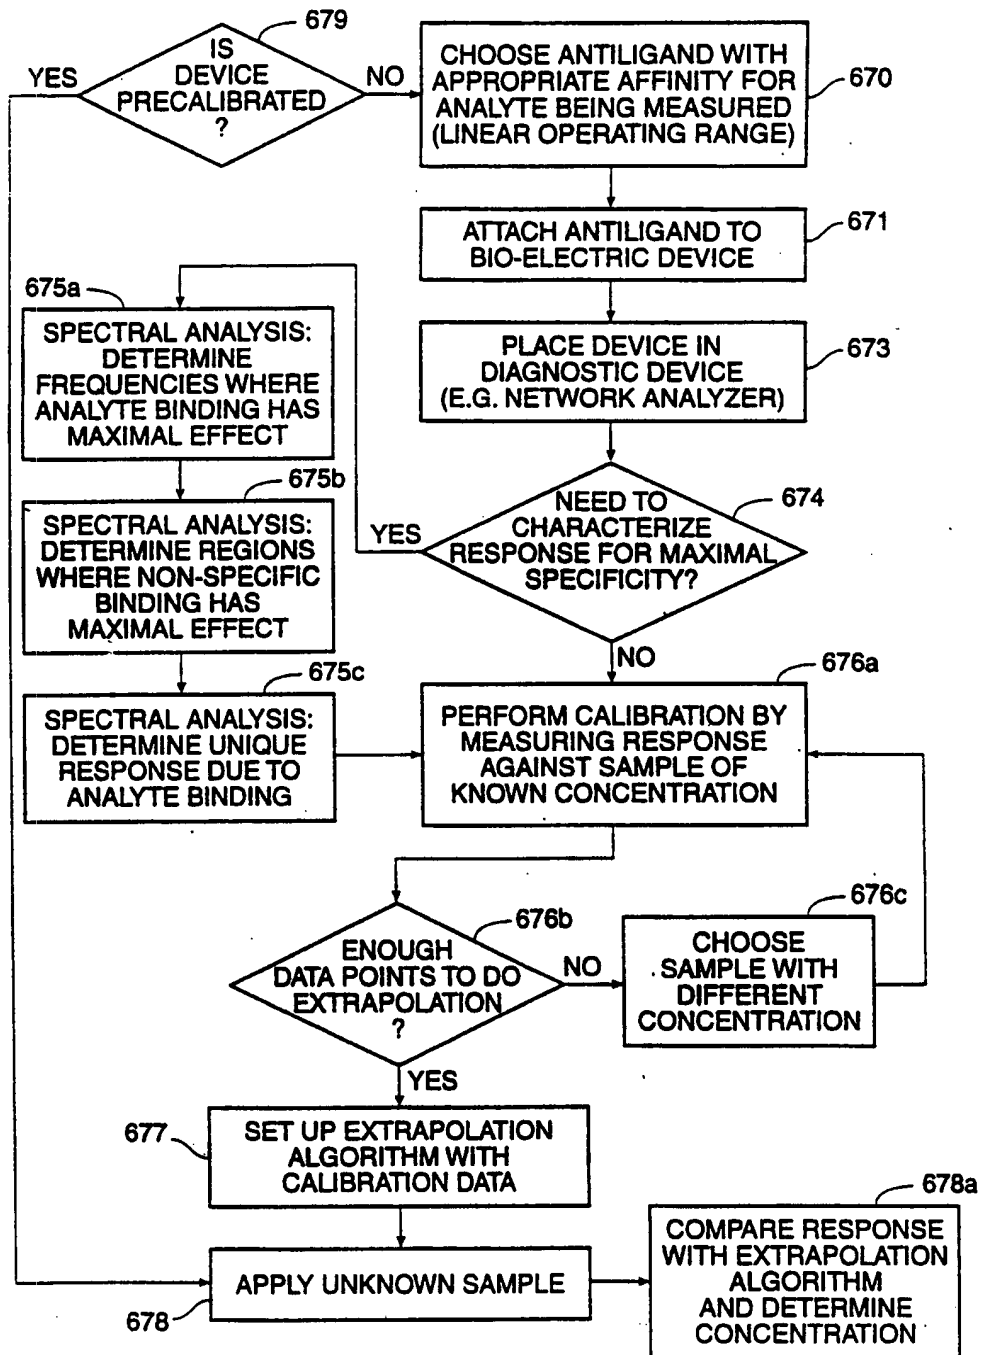 679
IS
DEVICE
PRECALIBRATED
?
YES
NO
CHOOSE ANTILIGAND WITH
APPROPRIATE AFFINITY FOR
ANALYTE BEING MEASURED
(LINEAR OPERATING RANGE)
670
ATTACH ANTILIGAND TO
BIO-ELECTRIC DEVICE
671
PLACE DEVICE IN
DIAGNOSTIC DEVICE
(E.G. NETWORK ANALYZER)
673
NEED TO
CHARACTERIZE
RESPONSE FOR MAXIMAL
SPECIFICITY?
674
YES
NO
675a
SPECTRAL ANALYSIS:
DETERMINE
FREQUENCIES WHERE
ANALYTE BINDING HAS
MAXIMAL EFFECT
675b
SPECTRAL ANALYSIS:
DETERMINE REGIONS
WHERE NON-SPECIFIC
BINDING HAS
MAXIMAL EFFECT
675c
SPECTRAL ANALYSIS:
DETERMINE UNIQUE
RESPONSE DUE TO
ANALYTE BINDING
676a
PERFORM CALIBRATION BY
MEASURING RESPONSE
AGAINST SAMPLE OF
KNOWN CONCENTRATION
676b
ENOUGH
DATA POINTS TO DO
EXTRAPOLATION
?
NO
YES
676c
CHOOSE
SAMPLE WITH
DIFFERENT
CONCENTRATION
677
SET UP EXTRAPOLATION
ALGORITHM WITH
CALIBRATION DATA
APPLY UNKNOWN SAMPLE
678
678a
COMPARE RESPONSE
WITH EXTRAPOLATION
ALGORITHM
AND DETERMINE
CONCENTRATION